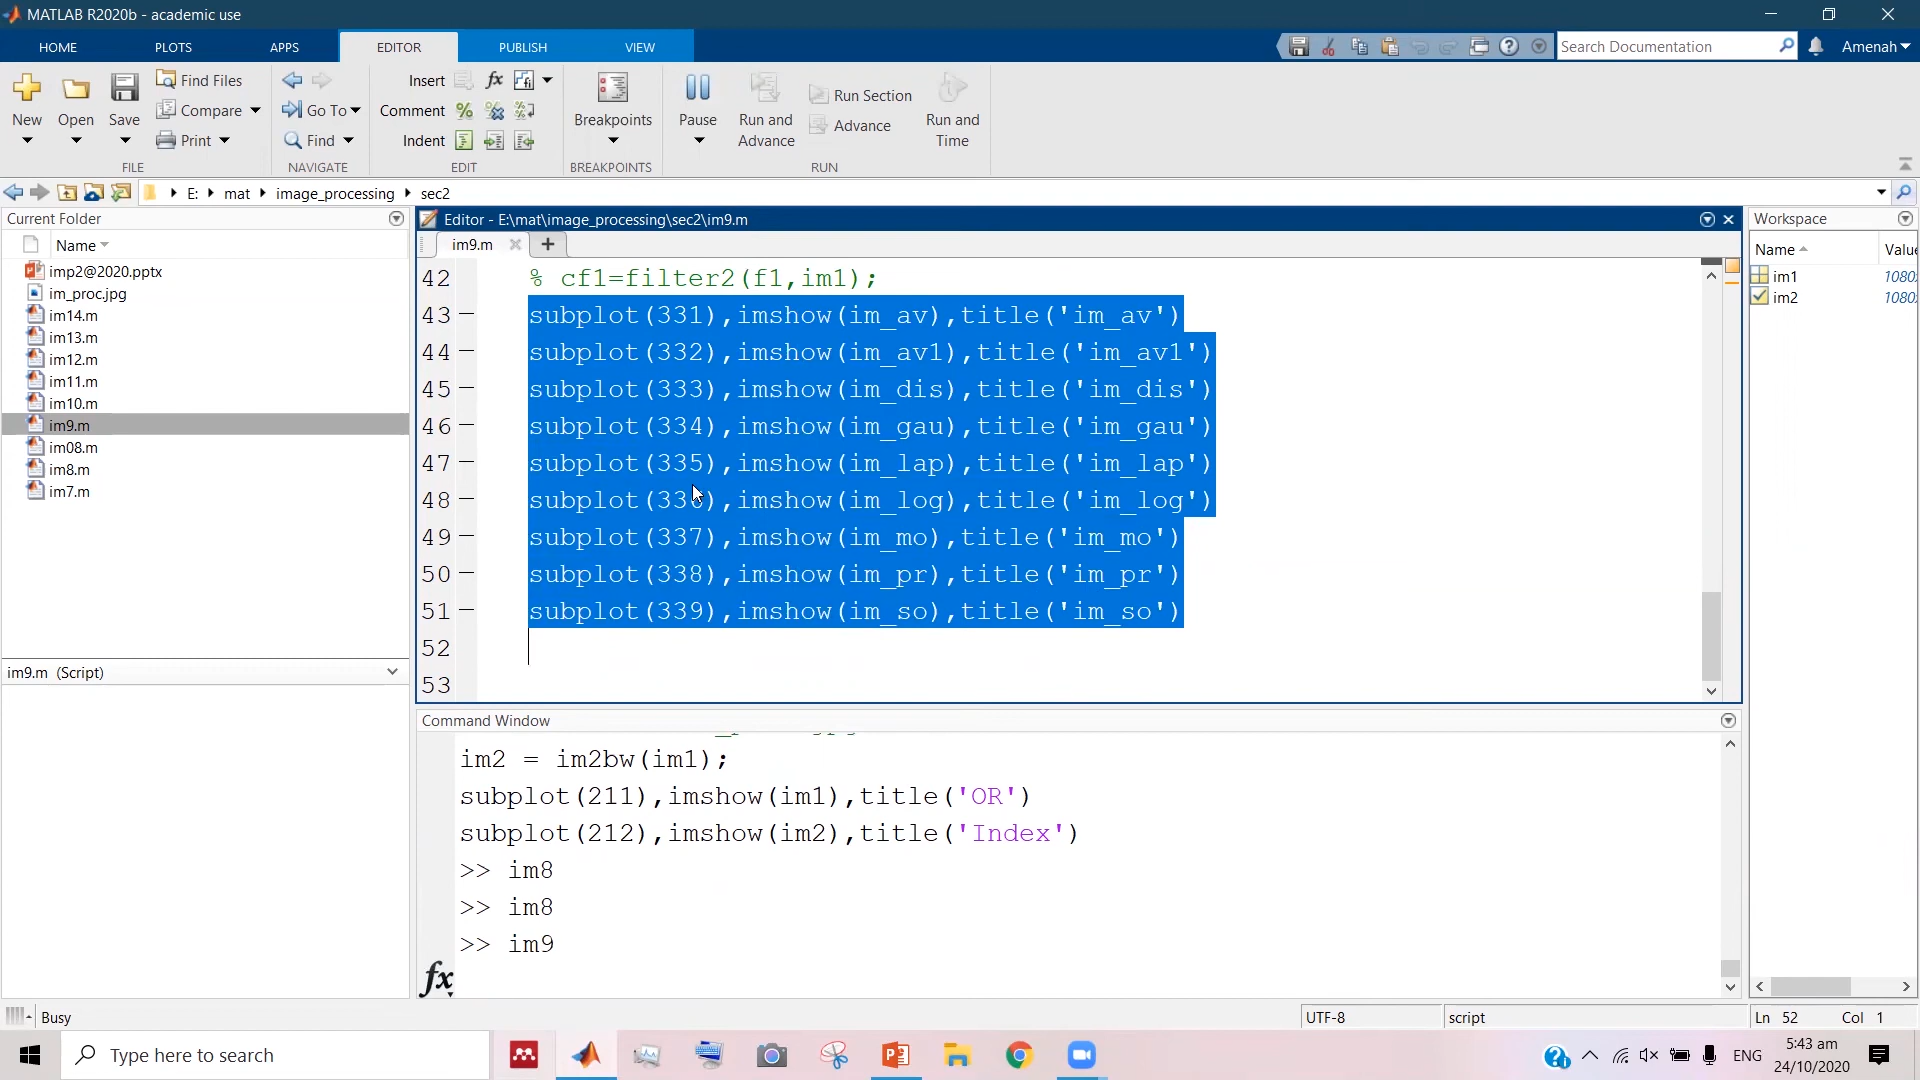 MATLAB R2020b - academic use
HOME PLOTS APPS EDITOR PUBLISH VIEW
Search Documentation
Amenah
New
Open
Save
Find Files
Compare
Print
FILE
Go To
Find
NAVIGATE
Insert
Comment
Indent
EDIT
fx
Breakpoints
BREAKPOINTS
Pause
Run and Advance
Run Section
Advance
Run and Time
RUN
E: mat image_processing sec2
Current Folder
Name
imp2@2020.pptx
im_proc.jpg
im14.m
im13.m
im12.m
im11.m
im10.m
im9.m
im08.m
im8.m
im7.m
im9.m (Script)
Editor - E:\mat\image_processing\sec2\im9.m
im9.m
42 % cf1=filter2(f1,im1);
43 subplot(331),imshow(im_av),title('im_av')
44 subplot(332),imshow(im_av1),title('im_av1')
45 subplot(333),imshow(im_dis),title('im_dis')
46 subplot(334),imshow(im_gau),title('im_gau')
47 subplot(335),imshow(im_lap),title('im_lap')
48 subplot(336),imshow(im_log),title('im_log')
49 subplot(337),imshow(im_mo),title('im_mo')
50 subplot(338),imshow(im_pr),title('im_pr')
51 subplot(339),imshow(im_so),title('im_so')
52
53
Command Window
im2 = im2bw(im1);
subplot(211),imshow(im1),title('OR')
subplot(212),imshow(im2),title('Index')
>> im8
>> im8
>> im9
fx
Workspace
Name Value
im1 1080
im2 1080
Busy
UTF-8
script
Ln 52 Col 1
Type here to search
ENG
5:43 am
24/10/2020